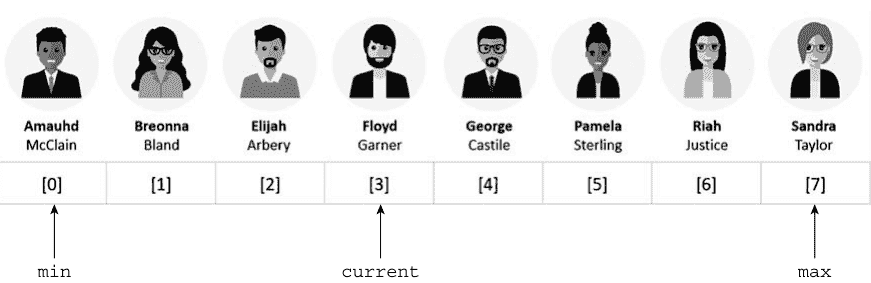 Amauhd Breonna Elijah Floyd George Pamela Riah Sandra
McClain Bland Arbery Garner Castile Sterling Justice Taylor
[0] [1] [2] [3] [4] [5] [6] [7]
min current max